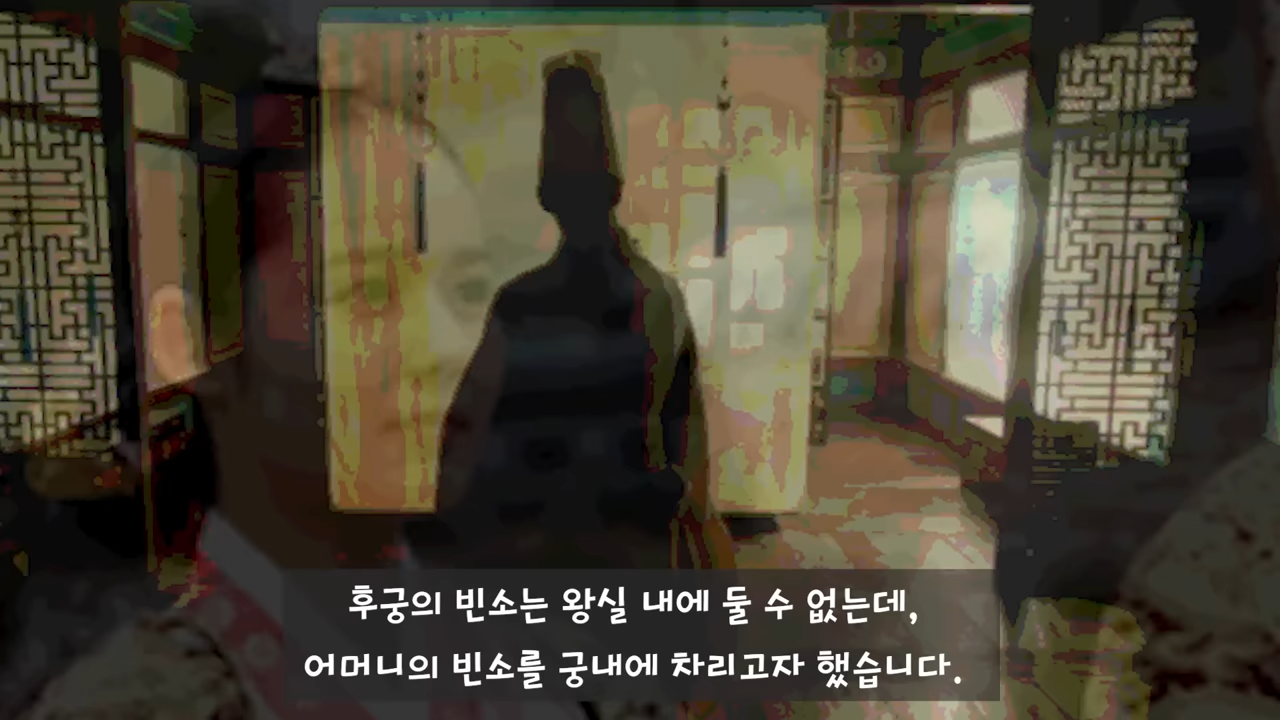 후궁의 빈소는 왕실 내에 둘 수 없는데,
어머니의 빈소를 궁내에 차리고자 했습니다.